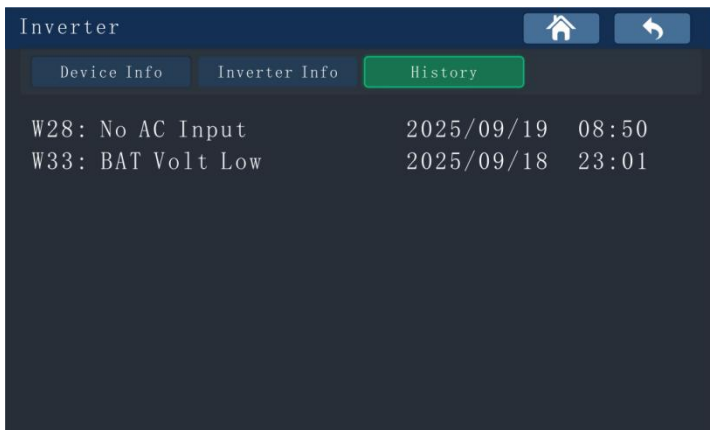 Inverter
Device Info Inverter Info History
W28: No AC Input 2025/09/19 08:50
W33: BAT Volt Low 2025/09/18 23:01